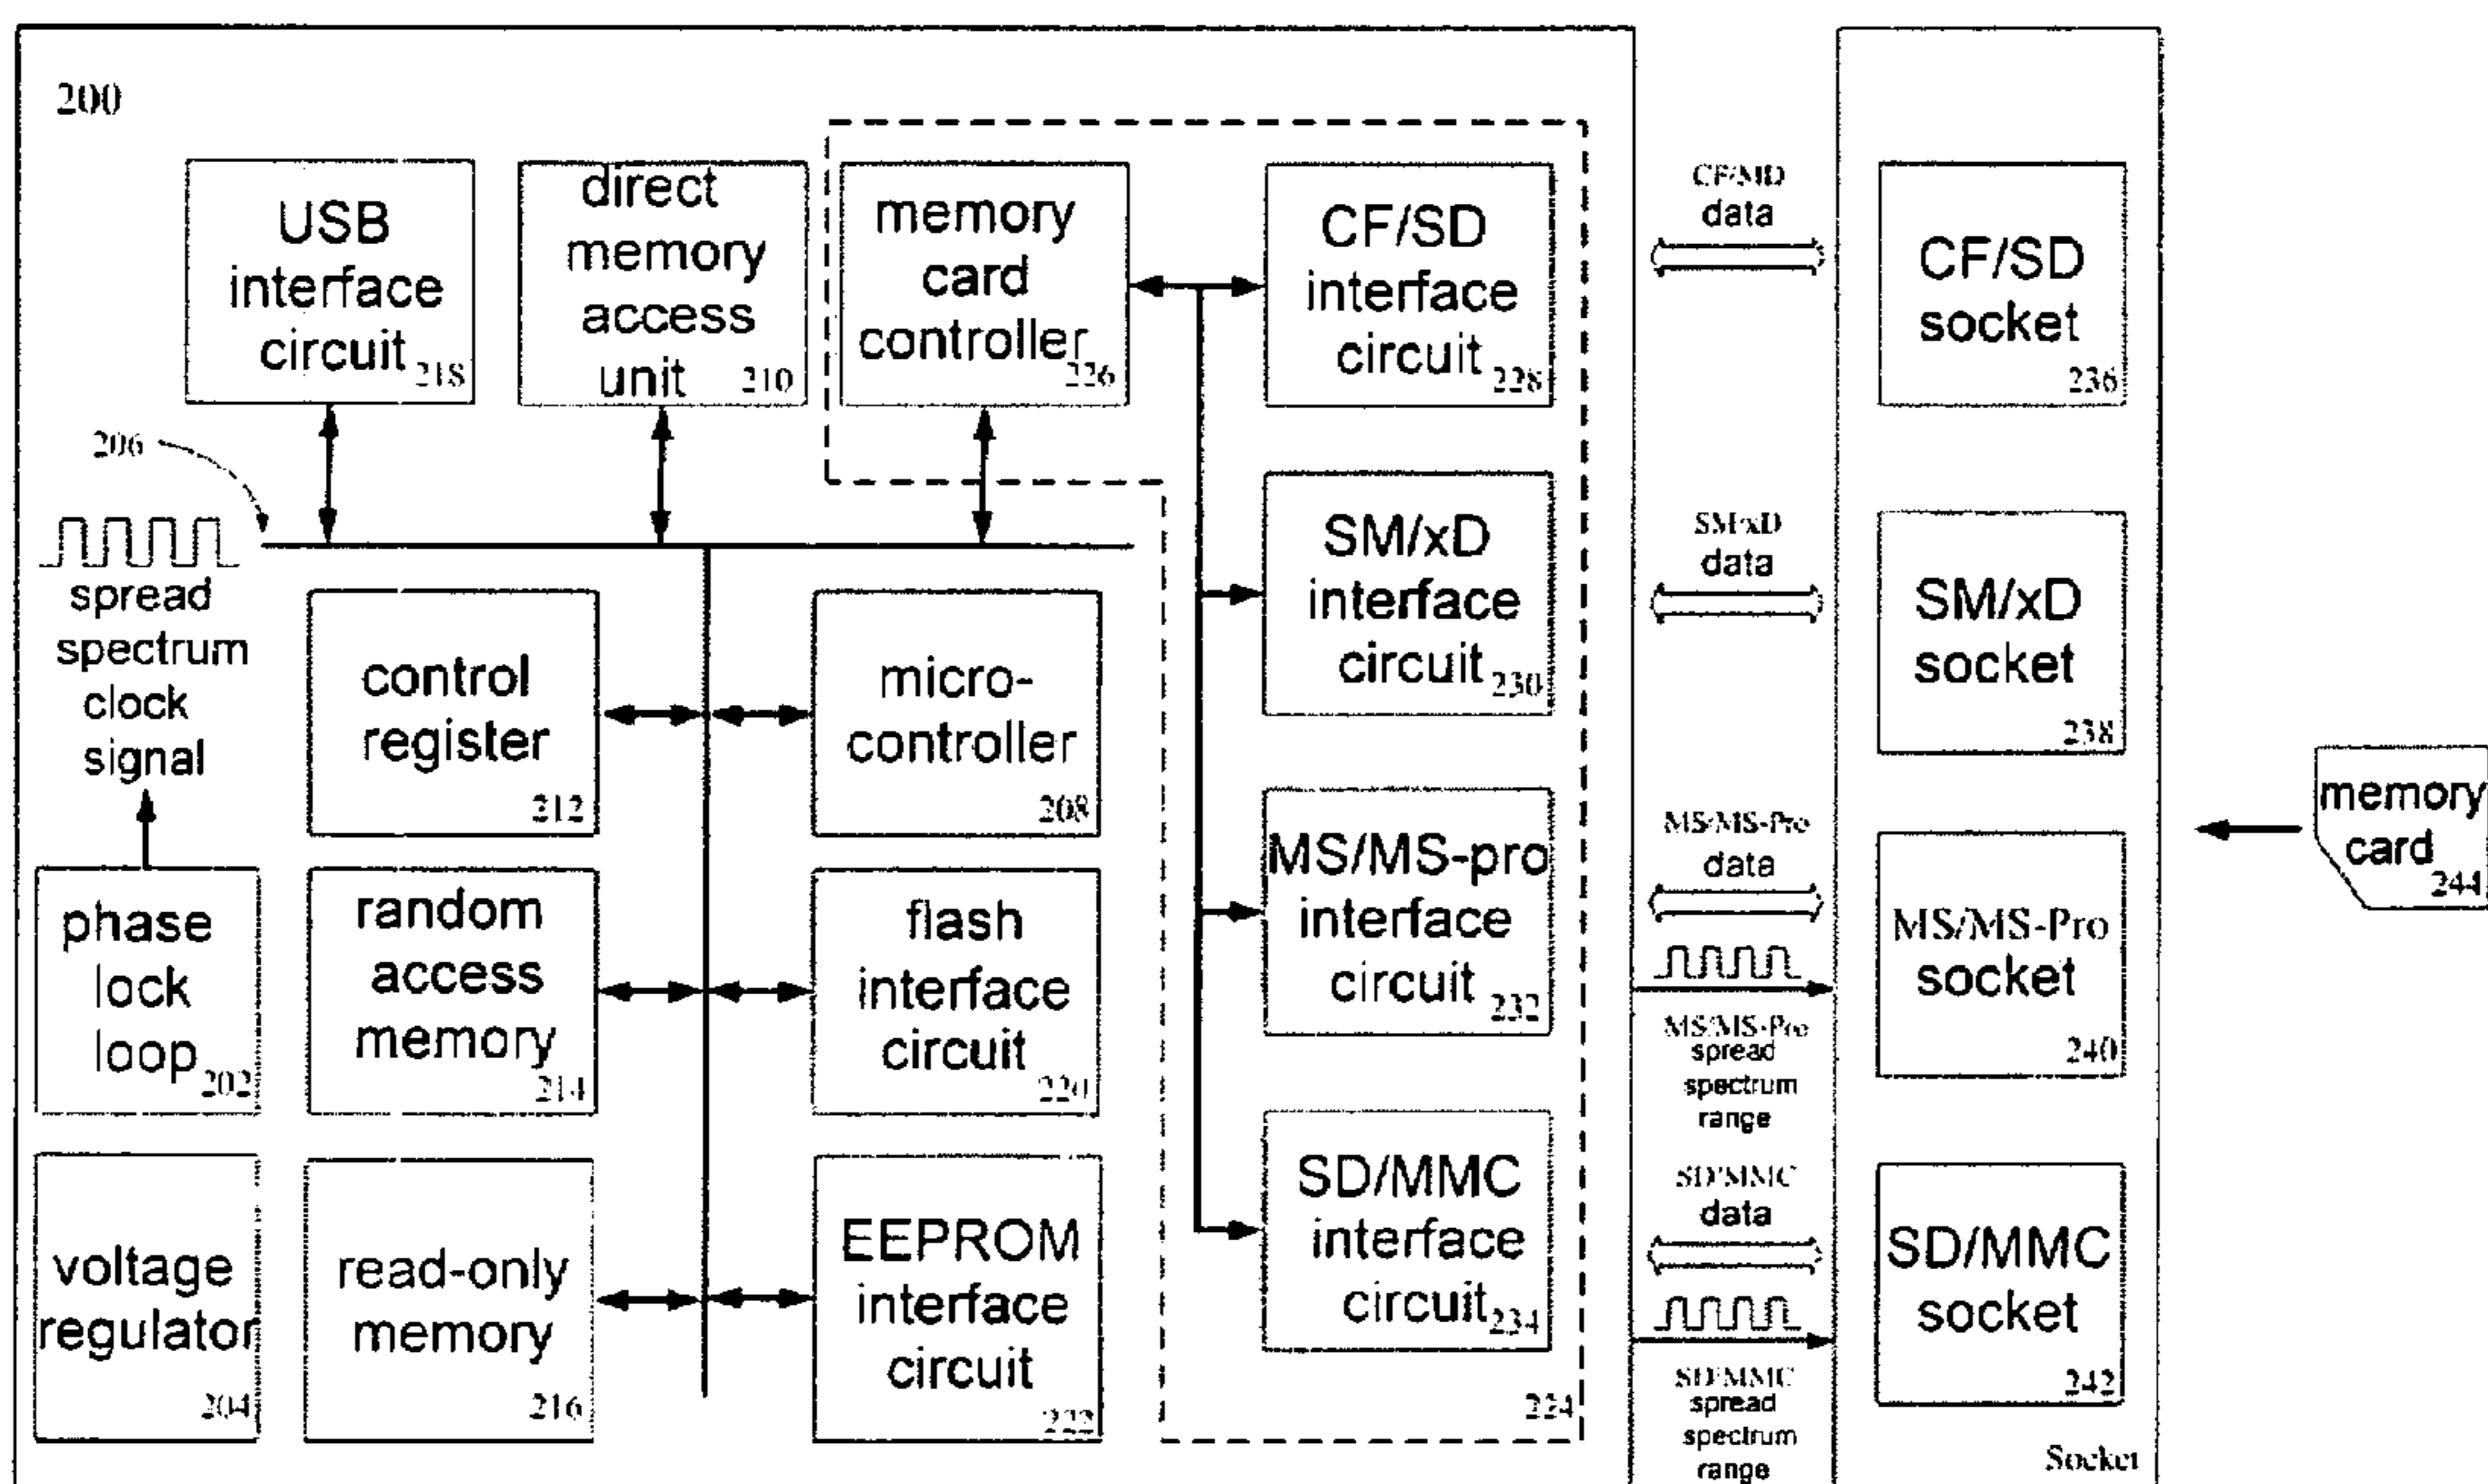 200
USB
interface
circuit 218
direct
memory
access
unit 210
memory
card
controller 226
CF/SD
interface
circuit 228
CF/MD
data
CF/SD
socket
236
206
spread
spectrum
clock
signal
control
register
212
micro-
controller
208
SM/xD
interface
circuit 230
SM/xD
data
SM/xD
socket
238
phase
lock
loop 202
random
access
memory
214
flash
interface
circuit
220
MS/MS-pro
interface
circuit 232
MS/MS-Pro
data
MS/MS-Pro
spread
spectrum
range
MS/MS-Pro
socket
240
memory
card
244
voltage
regulator
204
read-only
memory
216
EEPROM
interface
circuit
222
SD/MMC
interface
circuit 234
224
SD/MMC
data
SD/MMC
spread
spectrum
range
SD/MMC
socket
242
Socket